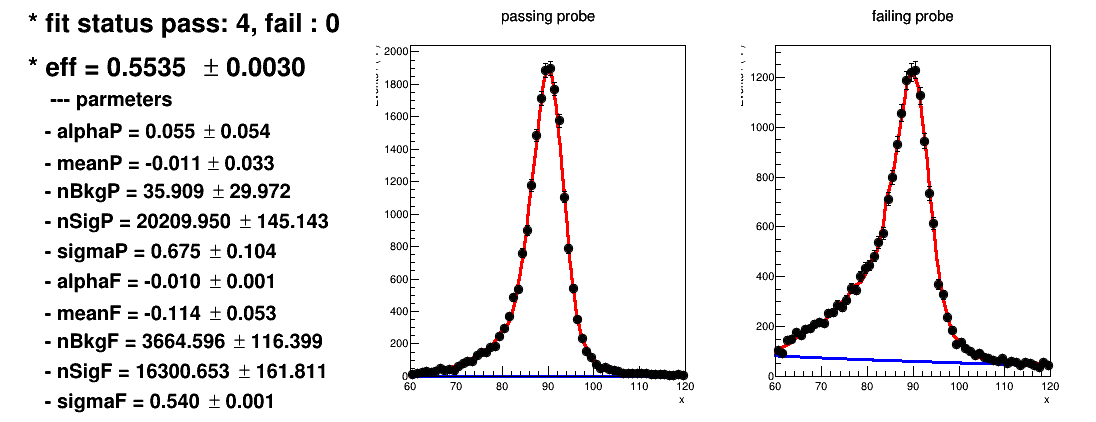 * fit status pass: 4, fail : 0
* eff = 0.5535 ± 0.0030
--- parmeters
- alphaP = 0.055 ± 0.054
- meanP = -0.011 ± 0.033
- nBkgP = 35.909 ± 29.972
- nSigP = 20209.950 ± 145.143
- sigmaP = 0.675 ± 0.104
- alphaF = -0.010 ± 0.001
- meanF = -0.114 ± 0.053
- nBkgF = 3664.596 ± 116.399
- nSigF = 16300.653 ± 161.811
- sigmaF = 0.540 ± 0.001
passing probe
2000
1800
1600
1400
1200
1000
800
600
400
200
0
60 70 80 90 100 110 120
x
failing probe
1200
1000
800
600
400
200
0
60 70 80 90 100 110 120
x